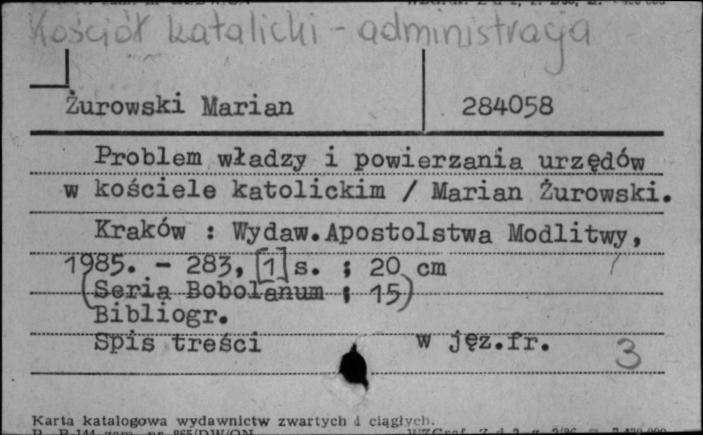 Kościół katolicki - administracja
Żurowski Marian 284058
Problem władzy i powierzania urzędów
w kościele katolickim / Marian Żurowski.
Kraków : Wydaw.Apostolstwa Modlitwy,
1985. - 283, [1] s. ; 20 cm
(Seria Bobolanum ; 15)
Bibliogr.
Spis treści w jęz.fr. 3
Karta katalogowa wydawnictw zwartych i ciągłych.